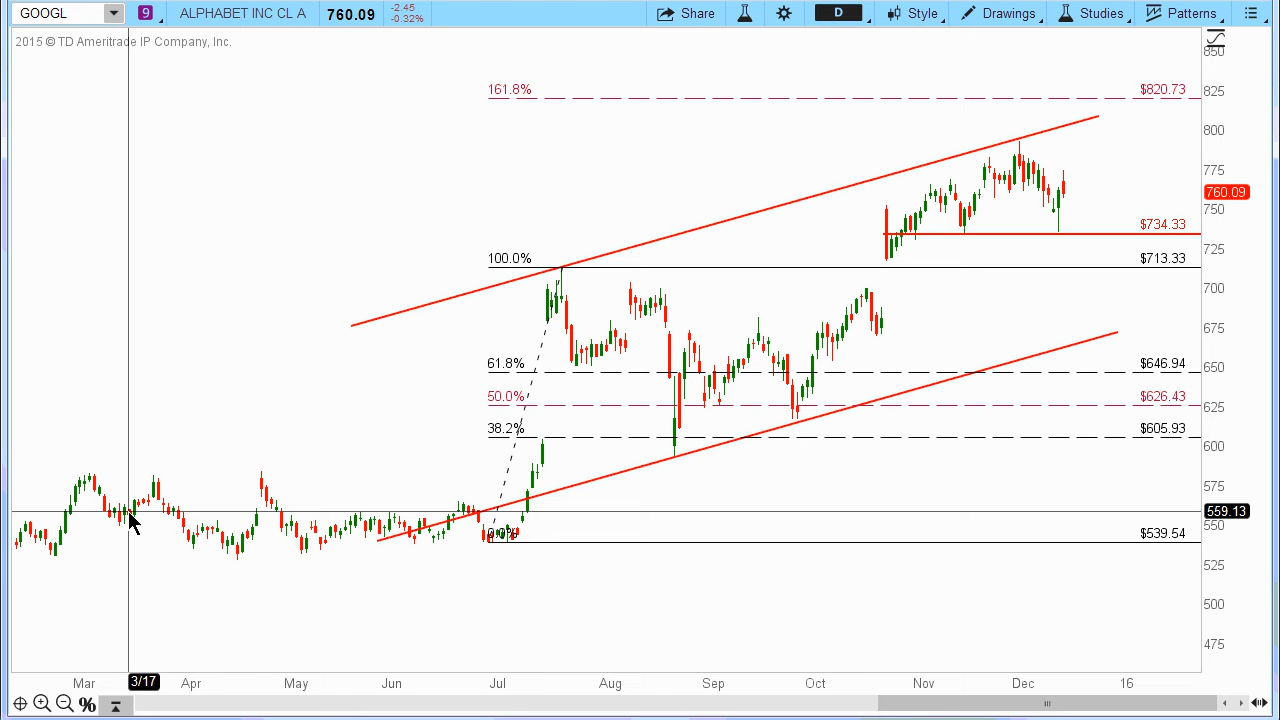 GOOGL 9 ALPHABET INC CL A 760.09 -2.45 -0.32% Share D Style Drawings Studies Patterns
2015 © TD Ameritrade IP Company, Inc.
850
161.8% $820.73 825
800
775
760.09
750
$734.33
725
100.0% $713.33
700
675
61.8% $646.94 650
50.0% $626.43 625
38.2% $605.93
600
575
559.13
550
0.0% $539.54 525
525
500
475
Mar 3/17 Apr May Jun Jul Aug Sep Oct Nov Dec 16
%